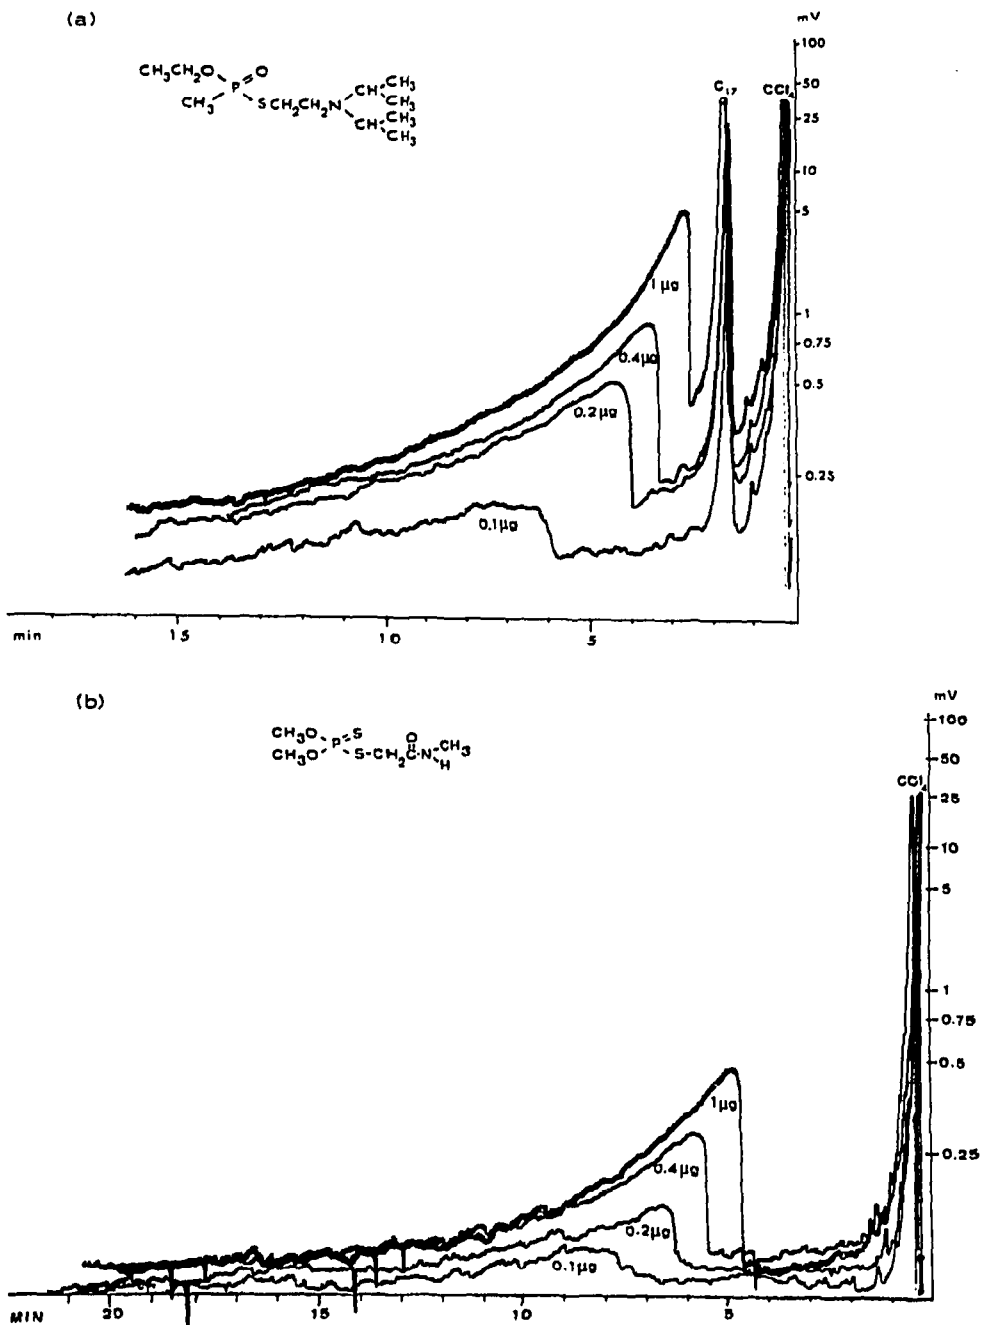 (a)
mV
100
50
25
10
5
1
0.75
0.5
0.25
CH₃CH₂O
O
P
CH₃
SCH₂CH₂N
CH
CH₃
CH₃
CH
CH₃
CH₃
C₁₇
CCl₄
1 µg
0.4µg
0.2µg
0.1µg
min
15
10
5
(b)
mV
100
50
25
10
5
1
0.75
0.5
0.25
CH₃O
S
P
CH₃O
S-CH₂C-N
O
CH₃
H
CCl₄
1µg
0.4µg
0.2µg
0.1µg
MIN
20
15
10
5